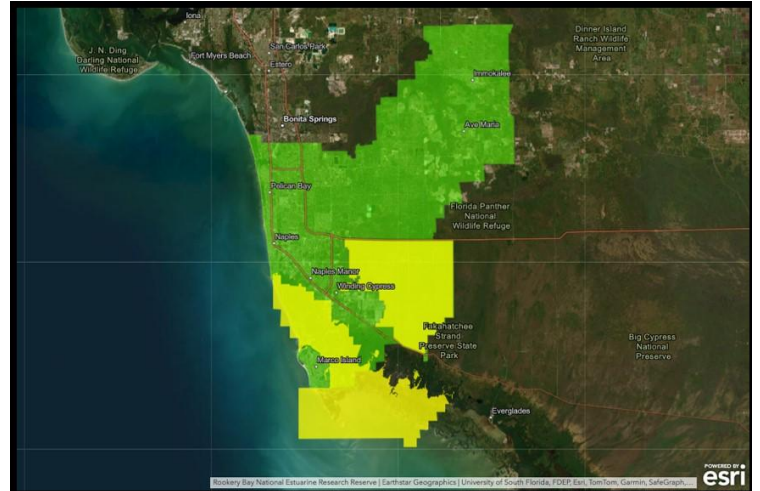 Iona
J. N. Ding
Darling National
Wildlife Refuge
Fort Myers Beach
San Carlos Park
Estero
Dinner Island
Ranch Wildlife
Management
Area
Immokalee
Bonita Springs
Ave Maria
Pelican Bay
Florida Panther
National
Wildlife Refuge
Naples
Naples Manor
Winding Cypress
Fakahatchee
Strand
Preserve State
Park
Big Cypress
National
Preserve
Marco Island
Everglades
POWERED BY
esri
Rookery Bay National Estuarine Research Reserve | Earthstar Geographics | University of South Florida, FDEP, Esri, TomTom, Garmin, SafeGraph,...